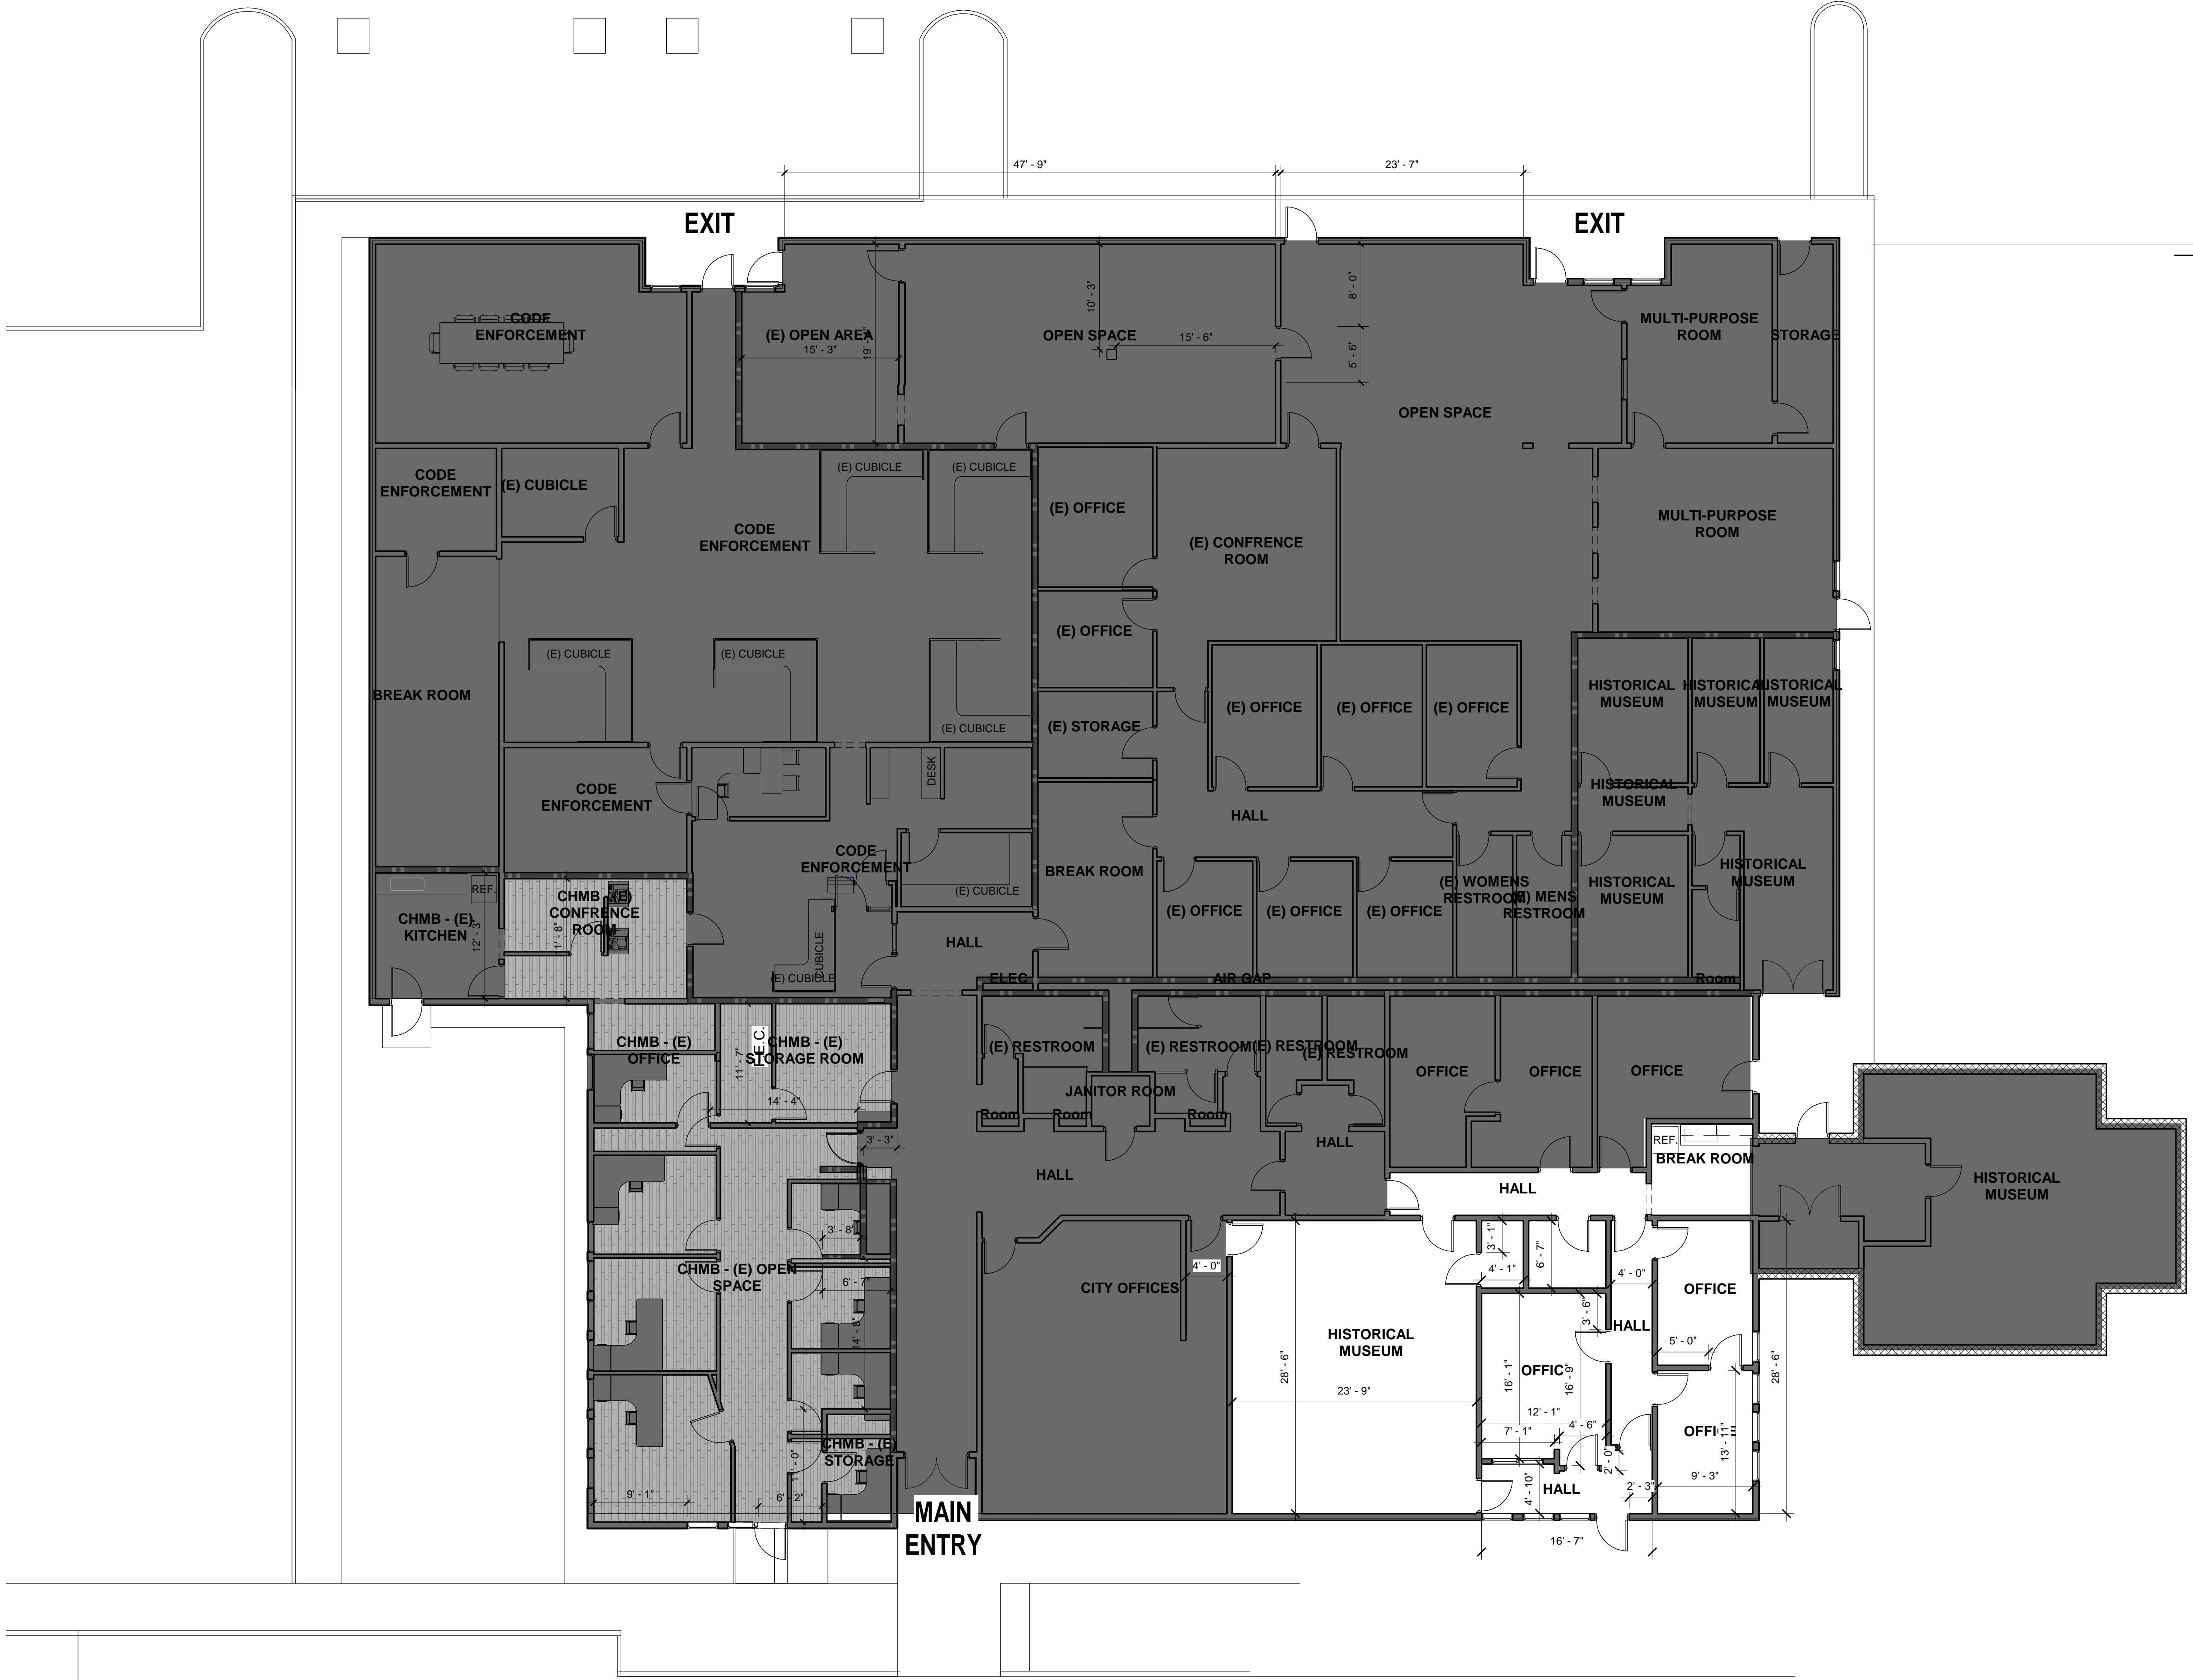 47' - 9"
23' - 7"
EXIT
EXIT
CODE
ENFORCEMENT
(E) OPEN AREA
15' - 3"
10' - 3"
OPEN SPACE
15' - 6"
8' - 0"
5' - 6"
OPEN SPACE
MULTI-PURPOSE
ROOM
STORAGE
CODE
ENFORCEMENT
(E) CUBICLE
(E) CUBICLE
(E) CUBICLE
CODE
ENFORCEMENT
(E) OFFICE
(E) CONFRENCE
ROOM
MULTI-PURPOSE
ROOM
(E) OFFICE
(E) CUBICLE
(E) CUBICLE
(E) CUBICLE
BREAK ROOM
(E) STORAGE
(E) OFFICE
(E) OFFICE
(E) OFFICE
HISTORICAL
MUSEUM
HISTORICAL
MUSEUM
HISTORICAL
MUSEUM
CODE
ENFORCEMENT
DESK
HISTORICAL
MUSEUM
HALL
CODE
ENFORCEMENT
BREAK ROOM
(E) CUBICLE
HISTORICAL
MUSEUM
REF.
CHMB - (E)
KITCHEN
12' - 3"
CHMB - (E)
CONFRENCE
ROOM
1' - 8"
(E) WOMENS
RESTROOM
(E) MENS
RESTROOM
HISTORICAL
MUSEUM
(E) OFFICE
(E) OFFICE
(E) OFFICE
HALL
CUBICLE
(E) CUBICLE
ELEC
AIR GAP
Room
CHMB - (E)
OFFICE
11' - 7"
F.E.C.
CHMB - (E)
STORAGE ROOM
14' - 4"
(E) RESTROOM
(E) RESTROOM
(E) RESTROOM
(E) RESTROOM
OFFICE
OFFICE
OFFICE
JANITOR ROOM
Room
Room
Room
3' - 3"
HALL
HALL
REF.
BREAK ROOM
HALL
HISTORICAL
MUSEUM
3' - 8"
CHMB - (E) OPEN
SPACE
6' - 7"
14' - 8"
4' - 0"
CITY OFFICES
28' - 6"
HISTORICAL
MUSEUM
23' - 9"
3' - 1"
4' - 1"
6' - 7"
3' - 6"
4' - 0"
HALL
OFFICE
5' - 0"
28' - 6"
16' - 1"
16' - 9"
12' - 1"
7' - 1"
4' - 6"
2' - 0"
13' - 11"
9' - 3"
2' - 3"
CHMB - (E)
STORAGE
9' - 1"
6' - 2"
4' - 10"
HALL
MAIN
ENTRY
16' - 7"